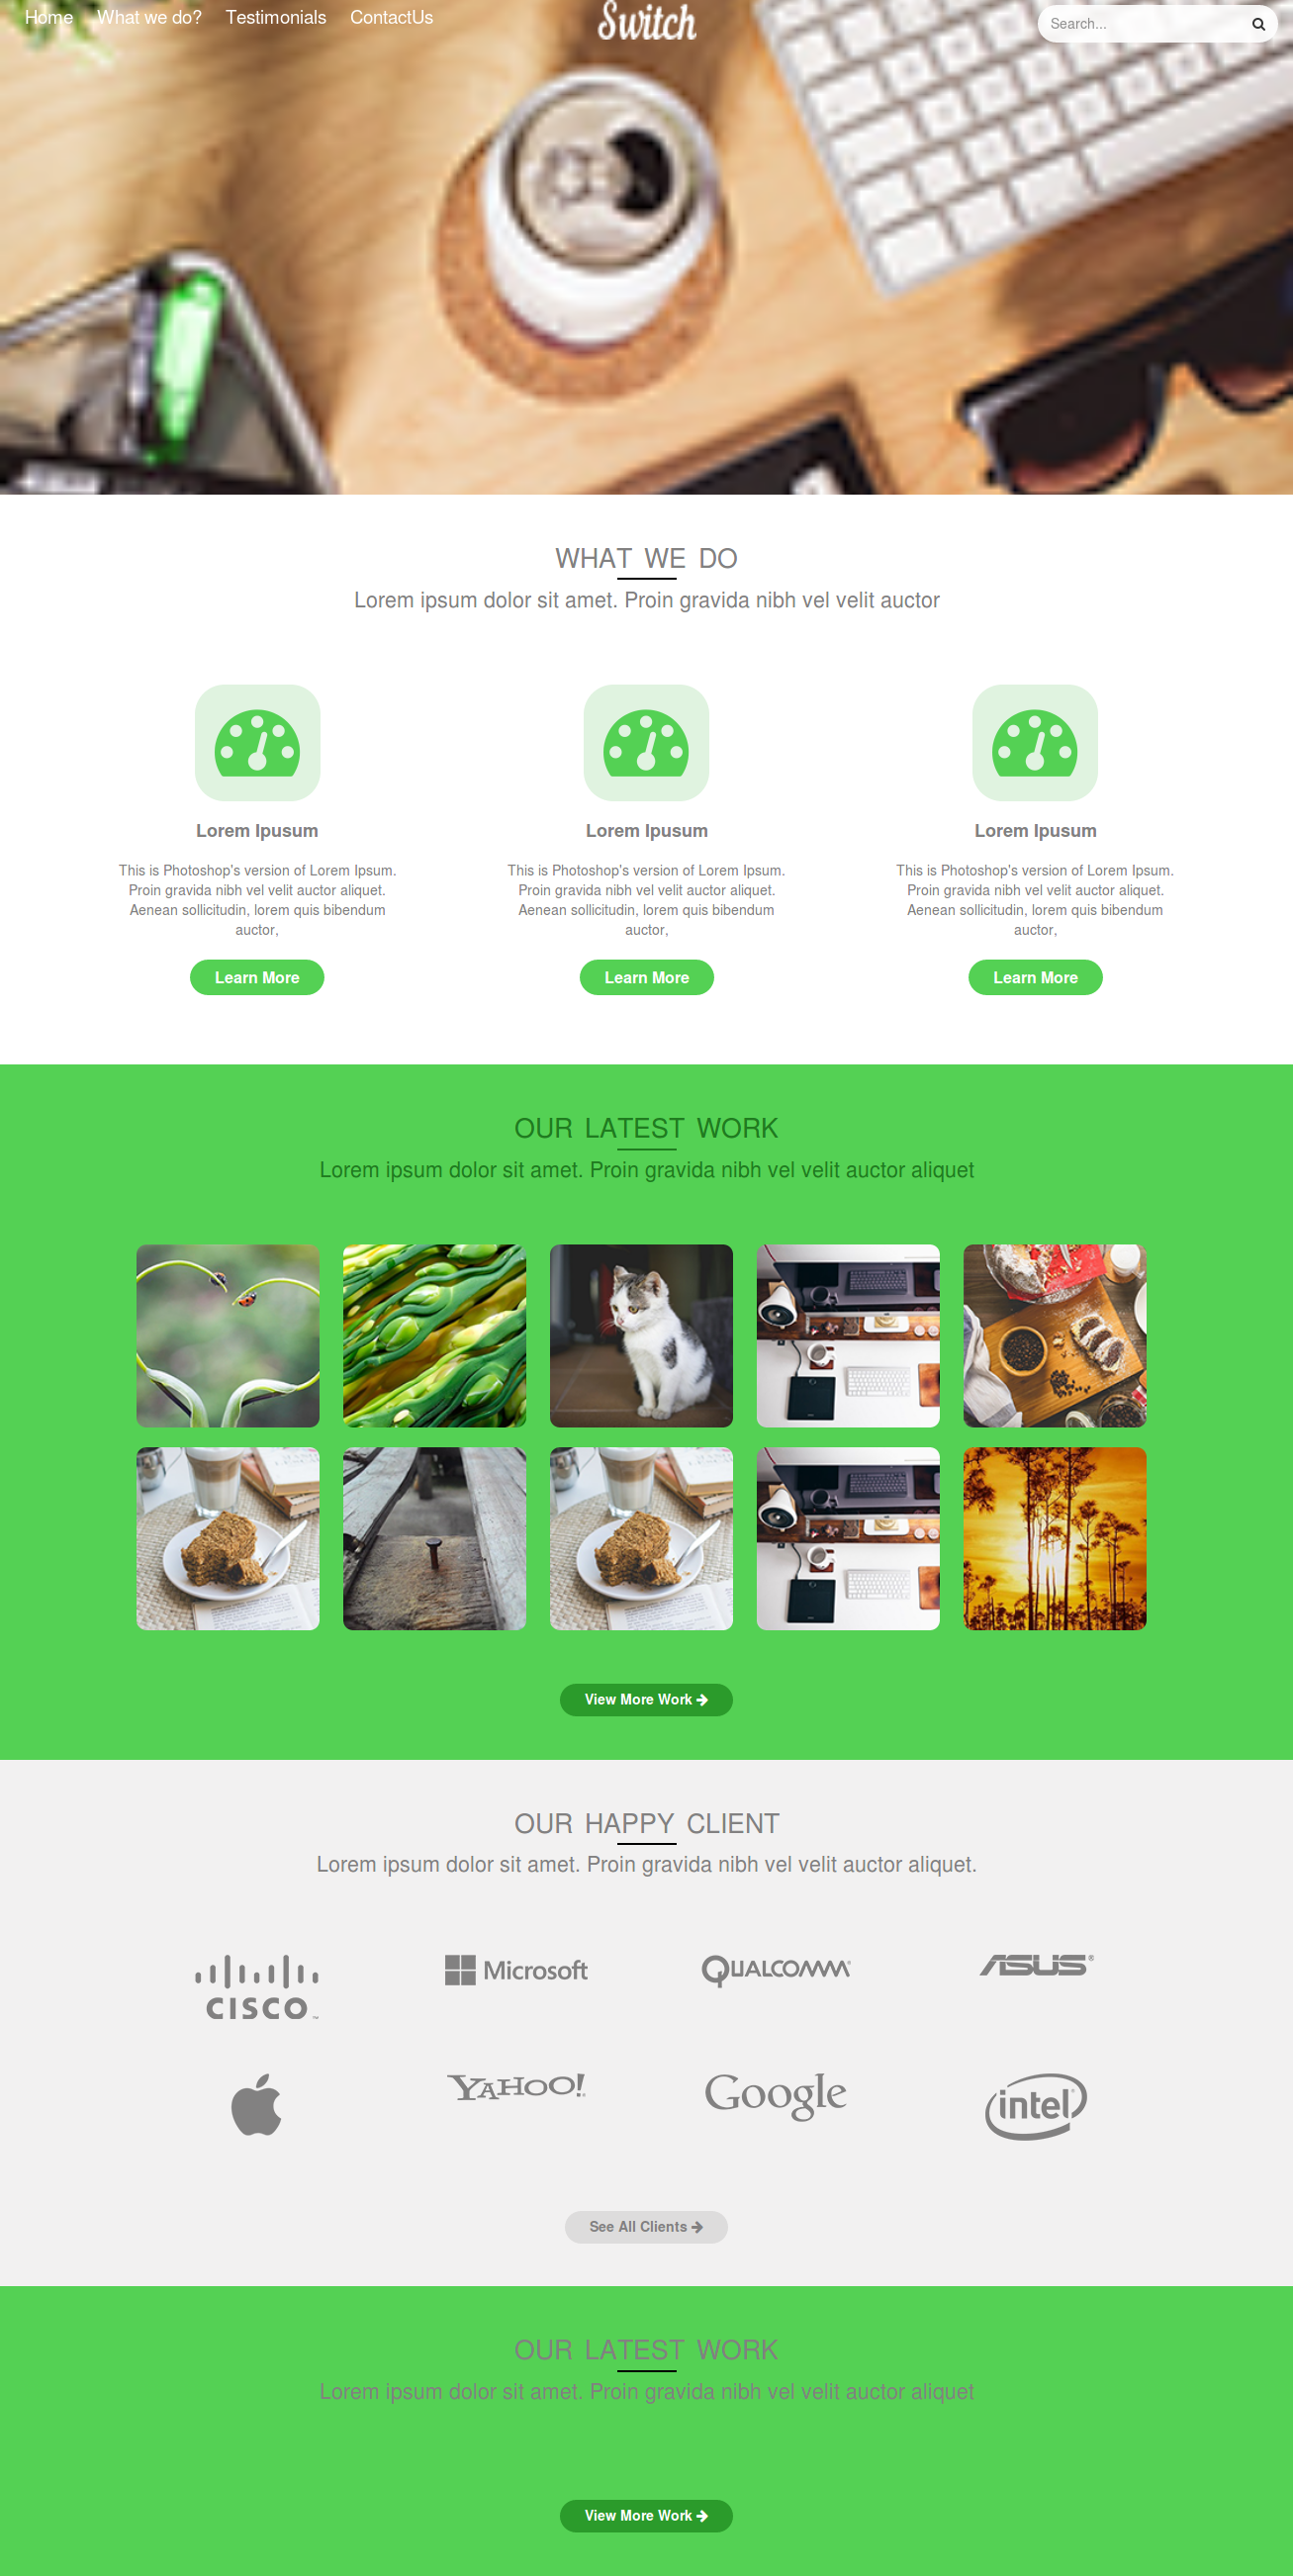 Home What we do? Testimonials ContactUs
Switch
Search...
WHAT WE DO
Lorem ipsum dolor sit amet. Proin gravida nibh vel velit auctor
Lorem Ipusum
This is Photoshop's version of Lorem Ipsum.
Proin gravida nibh vel velit auctor aliquet.
Aenean sollicitudin, lorem quis bibendum
auctor,
Learn More
Lorem Ipusum
This is Photoshop's version of Lorem Ipsum.
Proin gravida nibh vel velit auctor aliquet.
Aenean sollicitudin, lorem quis bibendum
auctor,
Learn More
Lorem Ipusum
This is Photoshop's version of Lorem Ipsum.
Proin gravida nibh vel velit auctor aliquet.
Aenean sollicitudin, lorem quis bibendum
auctor,
Learn More
OUR LATEST WORK
Lorem ipsum dolor sit amet. Proin gravida nibh vel velit auctor aliquet
View More Work
OUR HAPPY CLIENT
Lorem ipsum dolor sit amet. Proin gravida nibh vel velit auctor aliquet.
CISCO™
Microsoft
QUALCOMM®
ASUS®
YAHOO!
Google
intel
See All Clients
OUR LATEST WORK
Lorem ipsum dolor sit amet. Proin gravida nibh vel velit auctor aliquet
View More Work